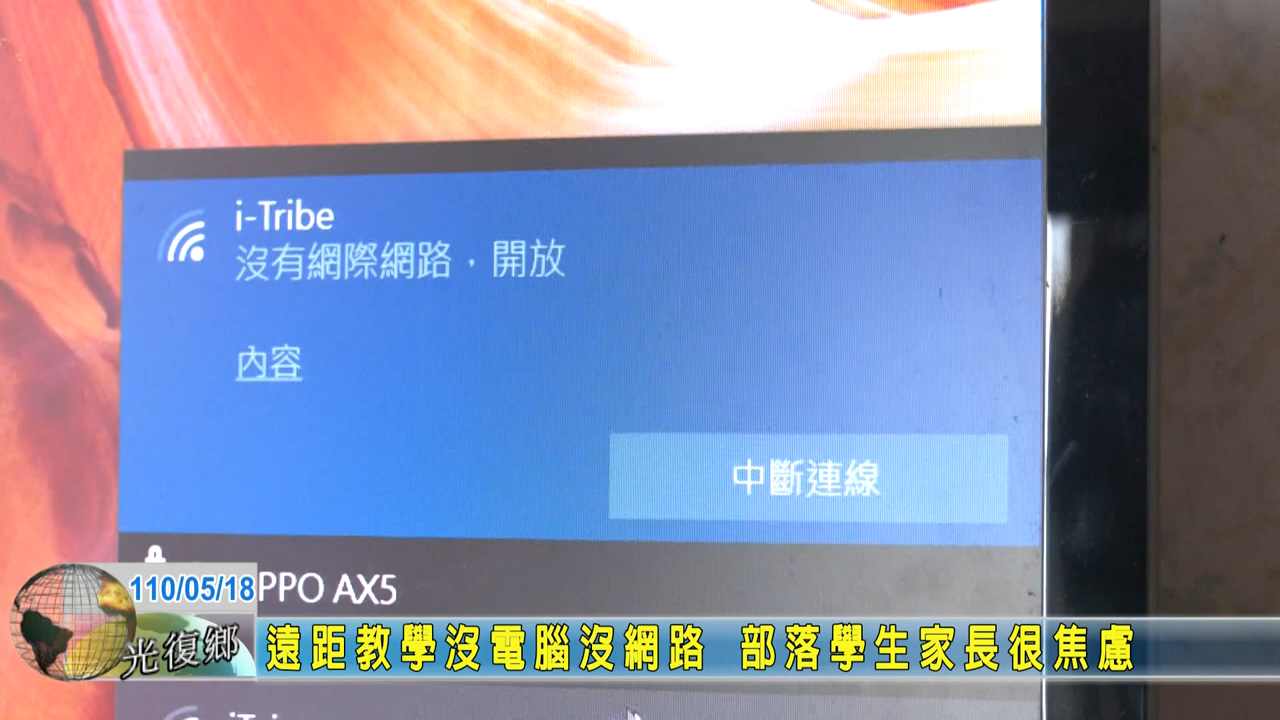 i-Tribe
沒有網際網路，開放
內容
中斷連線
PPO AX5
110/05/18
光復鄉
遠距教學沒電腦沒網路 部落學生家長很焦慮